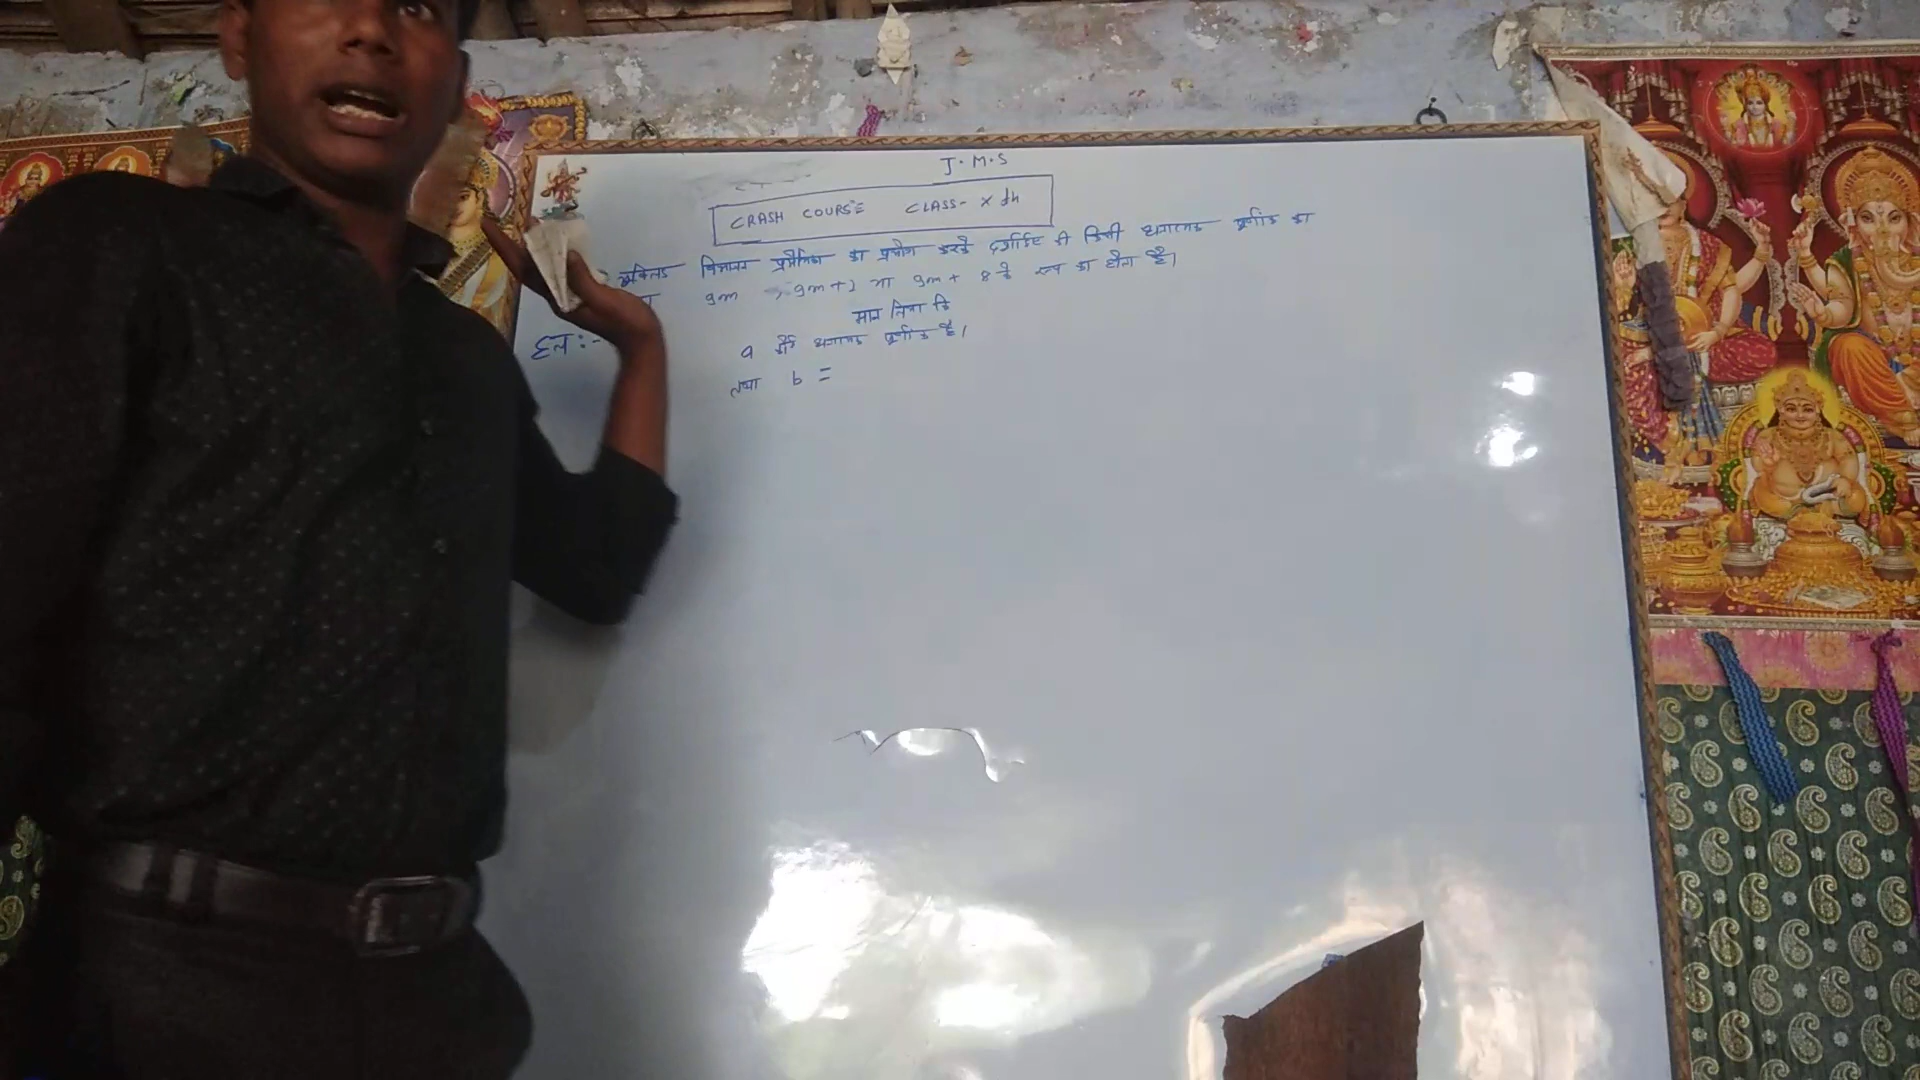 J.M.S
CRASH COURSE CLASS- X th
युक्लिड विभाजन प्रमेयिका का प्रयोग करके दर्शाइए की किसी धनात्मक पूर्णांक का
9m , 9m+1 या 9m + 8 के रूप का होता है।
हल :-
मान लिया कि
a कोई धनात्मक पूर्णांक है।
तथा b =